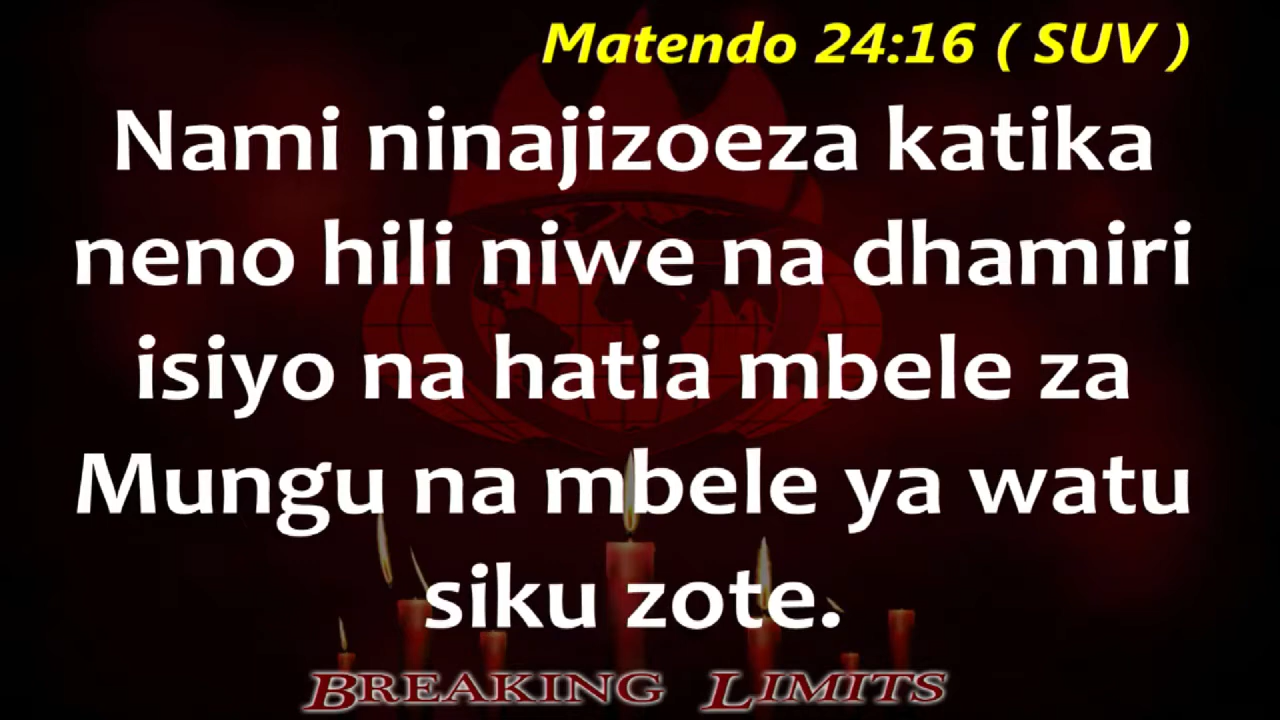 Matendo 24:16 ( SUV )
Nami ninajizoeza katika
neno hili niwe na dhamiri
isiyo na hatia mbele za
Mungu na mbele ya watu
siku zote.
BREAKING LIMITS